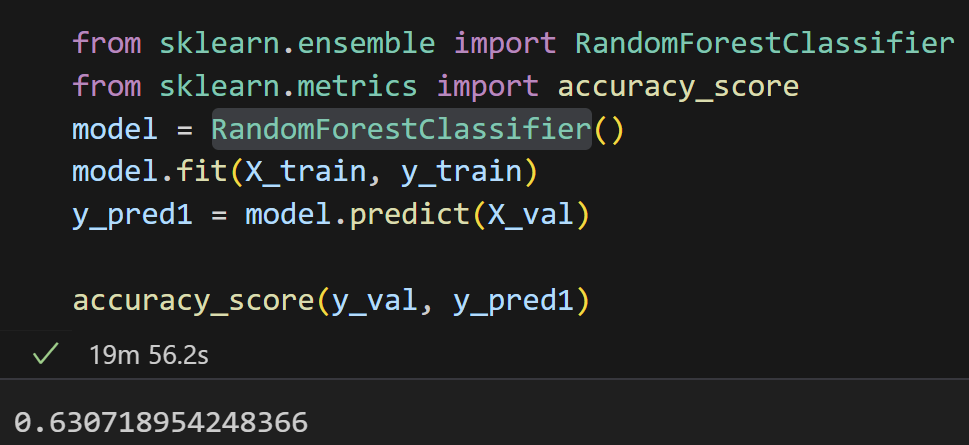 from sklearn.ensemble import RandomForestClassifier
from sklearn.metrics import accuracy_score
model = RandomForestClassifier()
model.fit(X_train, y_train)
y_pred1 = model.predict(X_val)
accuracy_score(y_val, y_pred1)
19m 56.2s
0.630718954248366